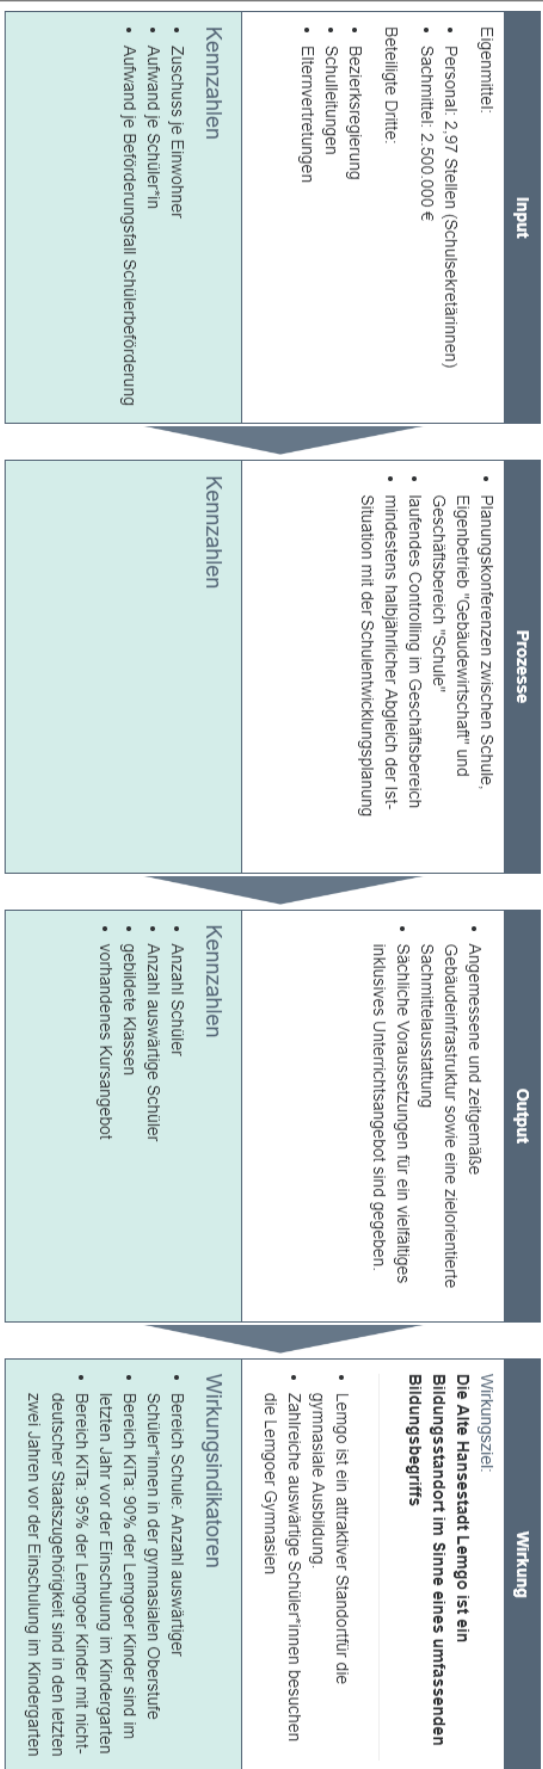 Input
Eigenmittel:
• Personal: 2,97 Stellen (Schulsekretärinnen)
• Sachmittel: 2.500.000 €
Beteiligte Dritte:
• Bezierksregierung
• Schulleitungen
• Elternvertretungen
Kennzahlen
• Zuschuss je Einwohner
• Aufwand je Schüler*in
• Aufwand je Beförderungsfall Schülerbeförderung
Prozesse
• Planungskonferenzen zwischen Schule,
Eigenbetrieb "Gebäudewirtschaft" und
Geschäftsbereich "Schule"
• laufendes Controlling im Geschäftsbereich
• mindestens halbjährlicher Abgleich der Ist-
Situation mit der Schulentwicklungsplanung
Kennzahlen
Output
• Angemessene und zeitgemäße
Gebäudeinfrastruktur sowie eine zielorientierte
Sachmittelausstattung
• Sächliche Voraussetzungen für ein vielfältiges
inklusives Unterrichtsangebot sind gegeben.
Kennzahlen
• Anzahl Schüler
• Anzahl auswärtige Schüler
• gebildete Klassen
• vorhandenes Kursangebot
Wirkung
Wirkungsziel:
Die Alte Hansestadt Lemgo ist ein
Bildungsstandort im Sinne eines umfassenden
Bildungsbegriffs
• Lemgo ist ein attraktiver Standortfür die
gymnasiale Ausbildung.
• Zahlreiche auswärtige Schüler*innen besuchen
die Lemgoer Gymnasien
Wirkungsindikatoren
• Bereich Schule: Anzahl auswärtiger
Schüler*innen in der gymnasialen Oberstufe
• Bereich KiTa: 90% der Lemgoer Kinder sind im
letzten Jahr vor der Einschulung im Kindergarten
• Bereich KiTa: 95% der Lemgoer Kinder mit nicht-
deutscher Staatszugehörigkeit sind in den letzten
zwei Jahren vor der Einschulung im Kindergarten